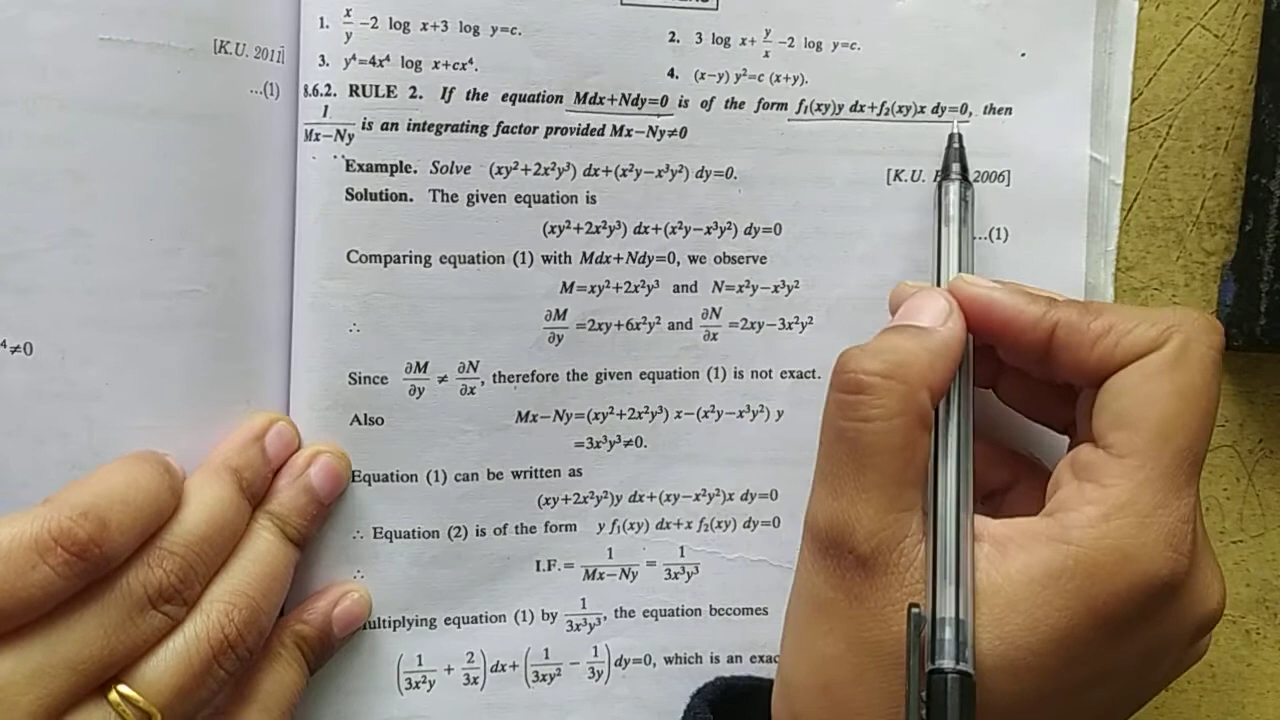 [K.U. 2011]
...(1)
4≠0
1. x/y −2 log x+3 log y=c.
2. 3 log x+ y/x −2 log y=c.
3. y⁴=4x⁴ log x+cx⁴.
4. (x−y) y²=c (x+y).
8.6.2. RULE 2. If the equation Mdx+Ndy=0 is of the form f₁(xy)y dx+f₂(xy)x dy=0, then
1/(Mx−Ny) is an integrating factor provided Mx−Ny≠0
Example. Solve (xy²+2x²y³) dx+(x²y−x³y²) dy=0.
[K.U. 2006]
Solution. The given equation is
(xy²+2x²y³) dx+(x²y−x³y²) dy=0
...(1)
Comparing equation (1) with Mdx+Ndy=0, we observe
M=xy²+2x²y³ and N=x²y−x³y²
∴ ∂M/∂y =2xy+6x²y² and ∂N/∂x =2xy−3x²y²
Since ∂M/∂y ≠ ∂N/∂x, therefore the given equation (1) is not exact.
Also Mx−Ny=(xy²+2x²y³) x−(x²y−x³y²) y
=3x³y³≠0.
Equation (1) can be written as
(xy+2x²y²)y dx+(xy−x²y²)x dy=0
∴ Equation (2) is of the form y f₁(xy) dx+x f₂(xy) dy=0
∴ I.F.= 1/(Mx−Ny) = 1/(3x³y³)
ultiplying equation (1) by 1/(3x³y³), the equation becomes
(1/(3x²y) + 2/(3x)) dx+(1/(3xy²) − 1/(3y)) dy=0, which is an exac